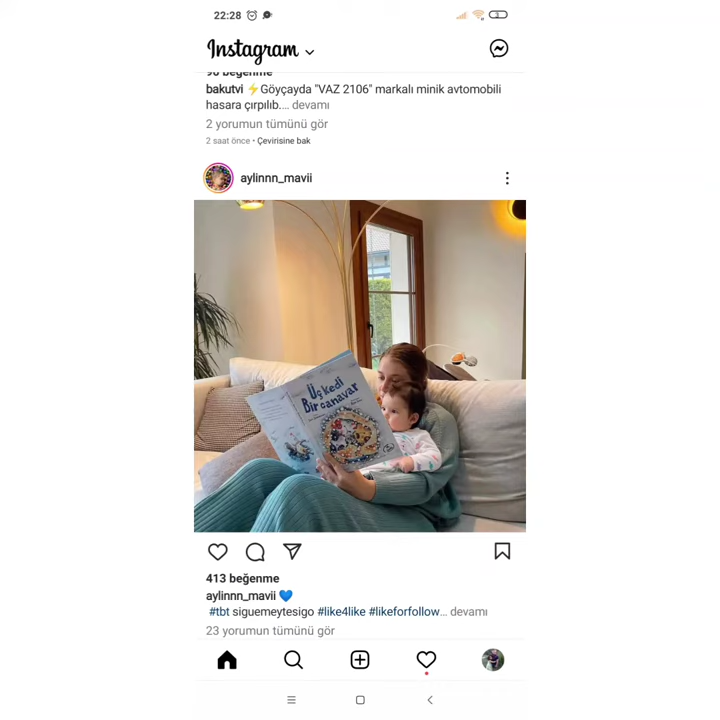 22:28
Instagram
96 beğenme
bakutvi ⚡Göyçayda "VAZ 2106" markalı minik avtomobili
hasara çırpılıb.... devamı
2 yorumun tümünü gör
2 saat önce • Çevirisine bak
aylinnn_mavii
Üç kedi
Bir canavar
413 beğenme
aylinnn_mavii 💙
#tbt siguemeytesigo #like4like #likeforfollow... devamı
23 yorumun tümünü gör